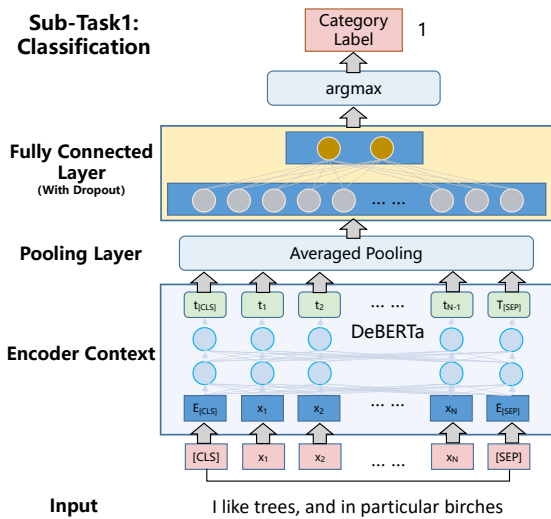 Sub-Task1:
Classification
Category
Label
1
argmax
Fully Connected
Layer
(With Dropout)
... ...
Pooling Layer
Averaged Pooling
t[CLS] t1 t2 ... ... tN-1 T[SEP]
DeBERTa
Encoder Context
E[CLS] x1 x2 ... ... xN E[SEP]
[CLS] x1 x2 ... ... xN [SEP]
Input
I like trees, and in particular birches